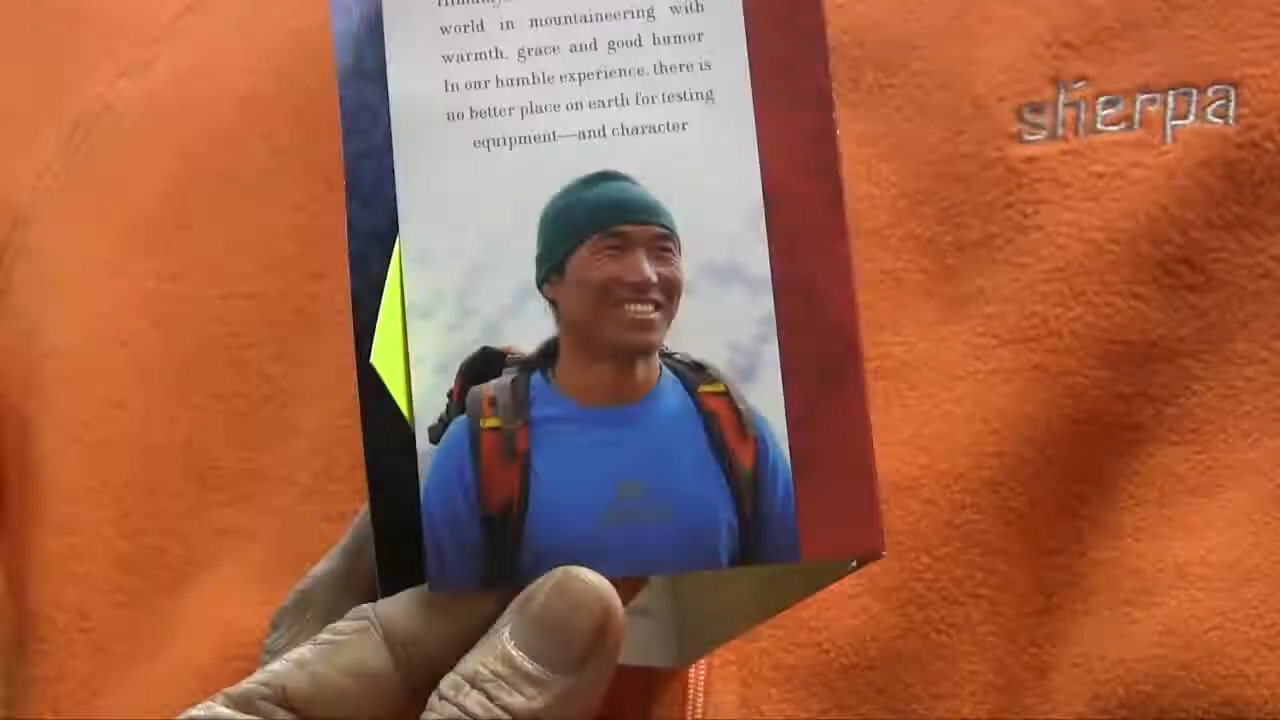 world in mountaineering with
warmth, grace and good humor
In our humble experience, there is
no better place on earth for testing
equipment—and character
sherpa